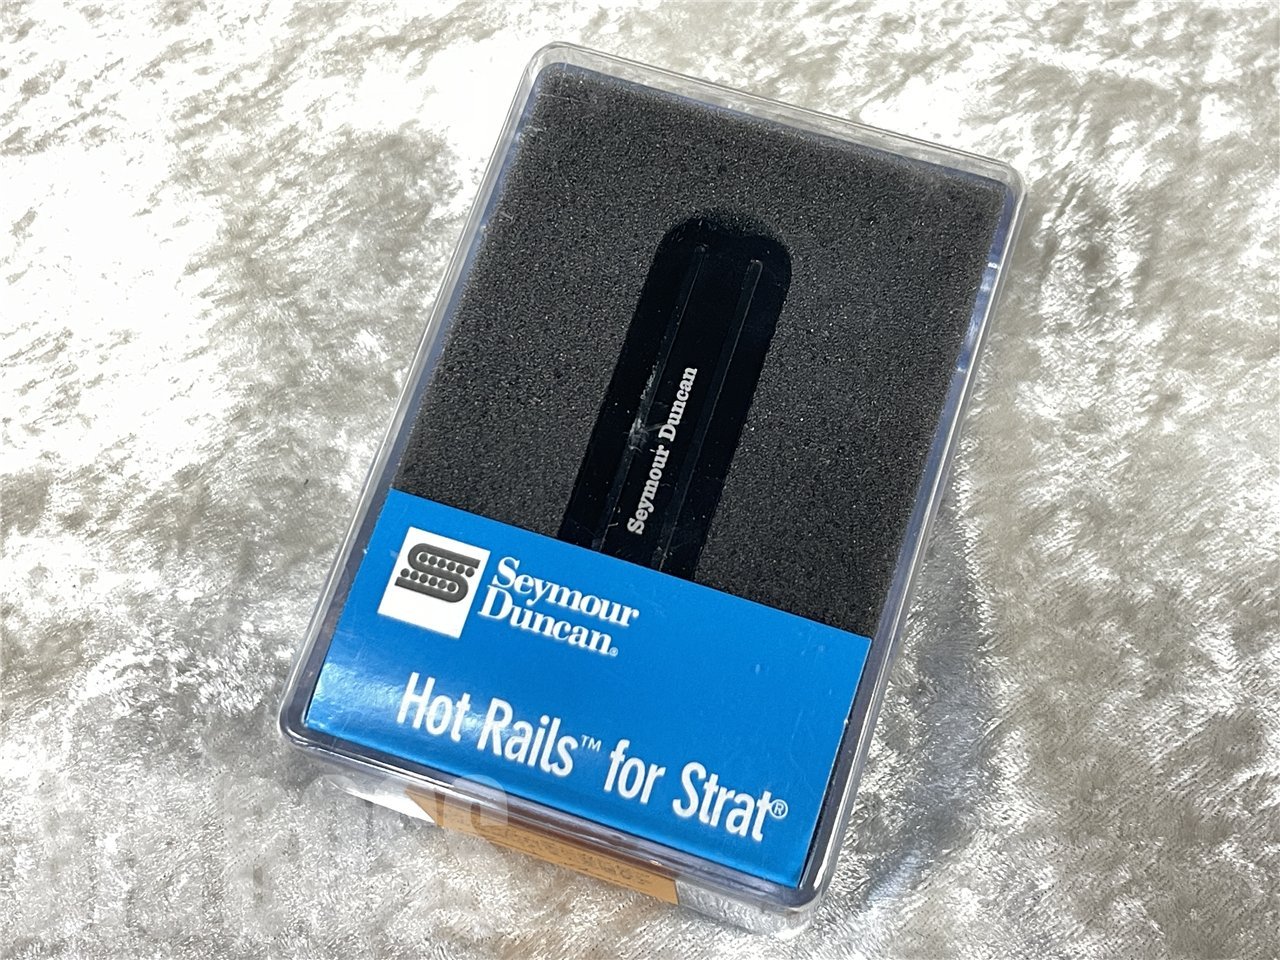 Seymour Duncan
Seymour
Duncan®
Hot Rails™ for Strat®